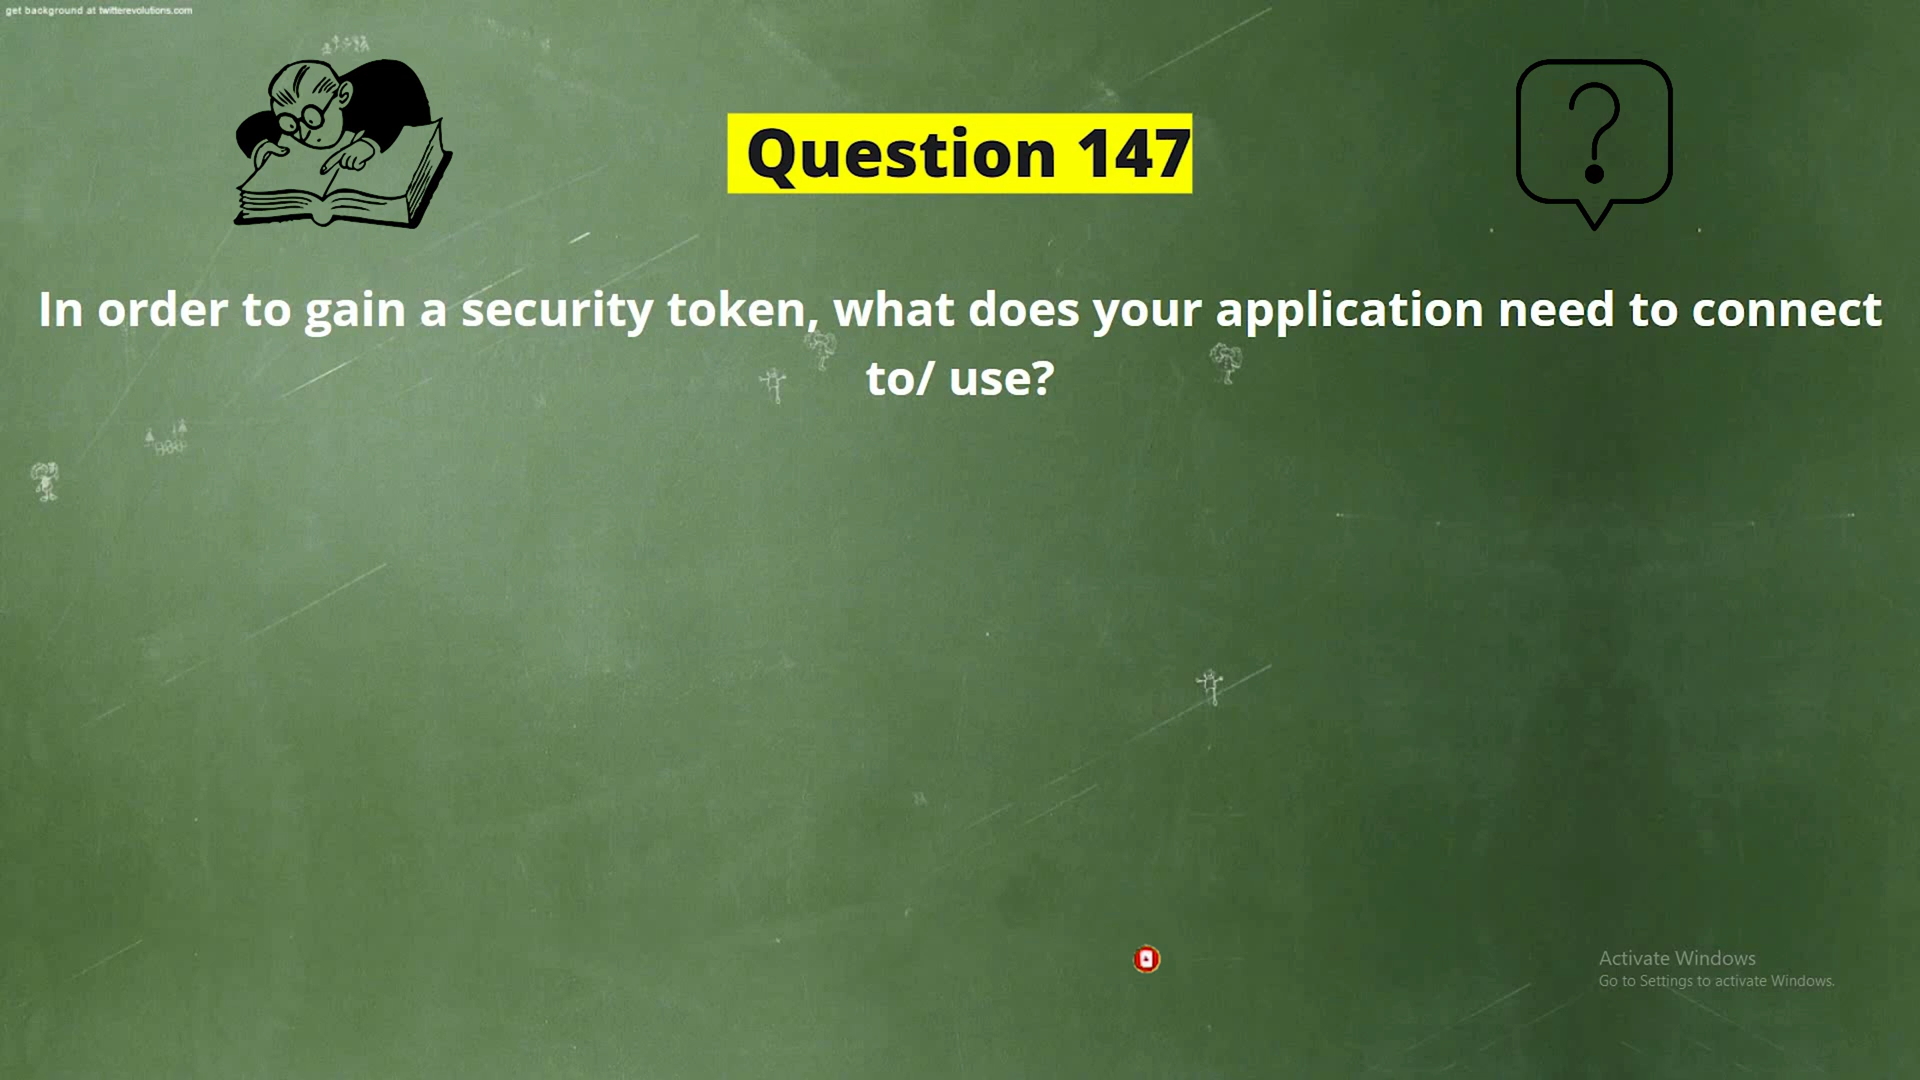 get background at twitterevolutions.com
Question 147
In order to gain a security token, what does your application need to connect
to/ use?
Activate Windows
Go to Settings to activate Windows.